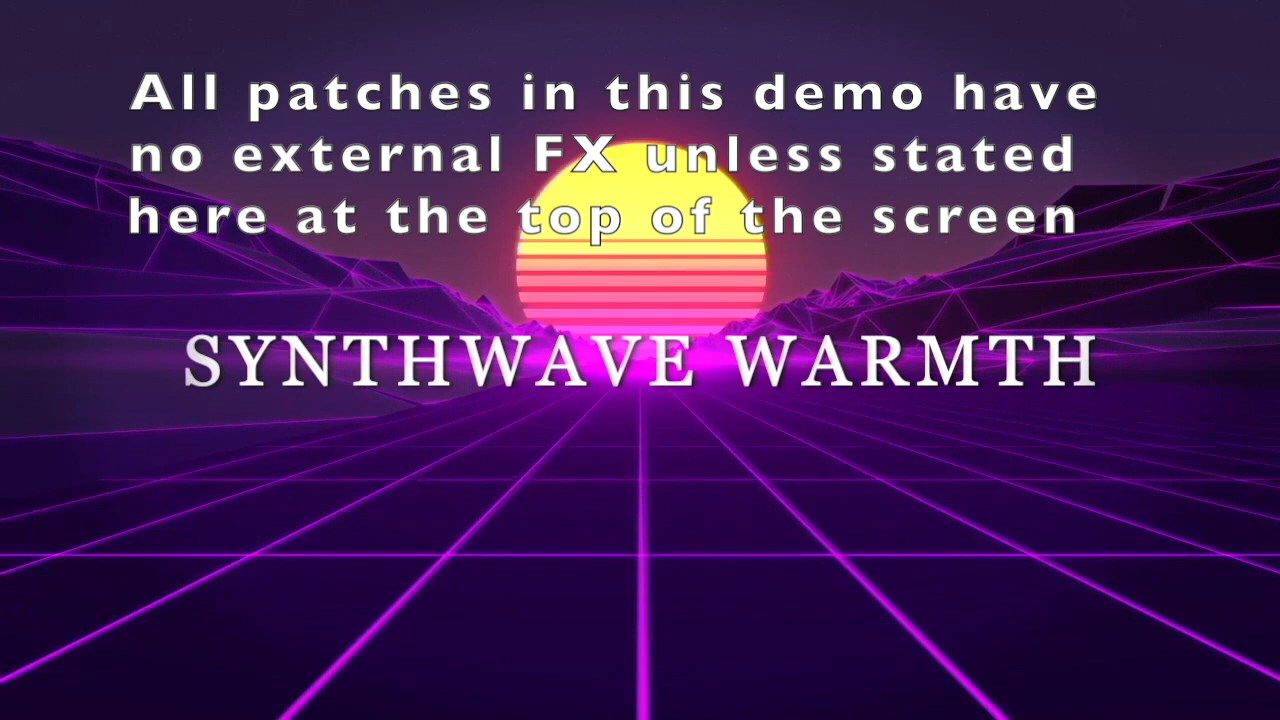 All patches in this demo have
no external FX unless stated
here at the top of the screen
SYNTHWAVE WARMTH